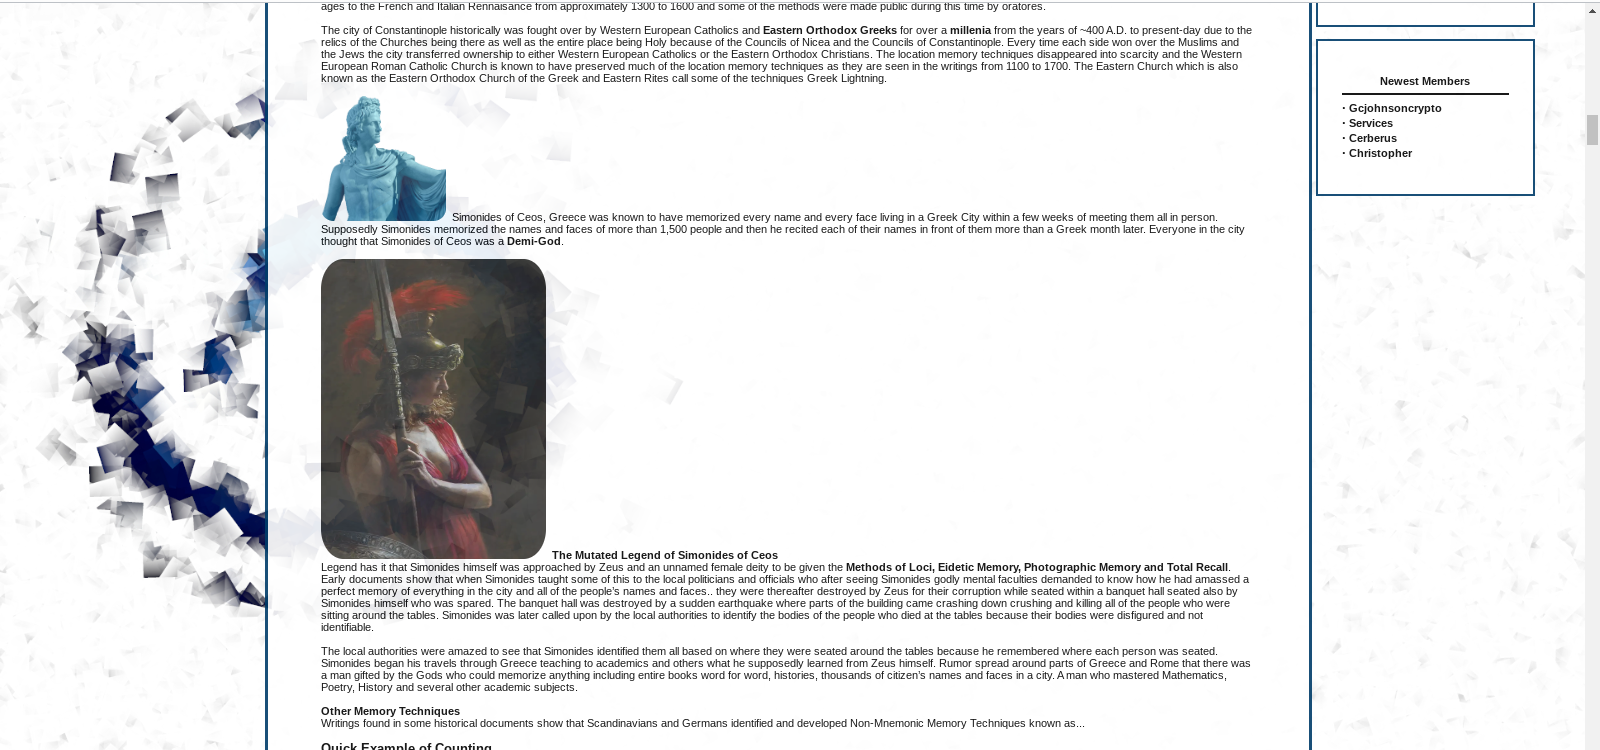 ages to the French and Italian Rennaisance from approximately 1300 to 1600 and some of the methods were made public during this time by oratores.
The city of Constantinople historically was fought over by Western European Catholics and Eastern Orthodox Greeks for over a millenia from the years of ~400 A.D. to present-day due to the
relics of the Churches being there as well as the entire place being Holy because of the Councils of Nicea and the Councils of Constantinople. Every time each side won over the Muslims and
the Jews the city transferred ownership to either Western European Catholics or the Eastern Orthodox Christians. The location memory techniques disappeared into scarcity and the Western
European Roman Catholic Church is known to have preserved much of the location memory techniques as they are seen in the writings from 1100 to 1700. The Eastern Church which is also
known as the Eastern Orthodox Church of the Greek and Eastern Rites call some of the techniques Greek Lightning.
Simonides of Ceos, Greece was known to have memorized every name and every face living in a Greek City within a few weeks of meeting them all in person.
Supposedly Simonides memorized the names and faces of more than 1,500 people and then he recited each of their names in front of them more than a Greek month later. Everyone in the city
thought that Simonides of Ceos was a Demi-God.
The Mutated Legend of Simonides of Ceos
Legend has it that Simonides himself was approached by Zeus and an unnamed female deity to be given the Methods of Loci, Eidetic Memory, Photographic Memory and Total Recall.
Early documents show that when Simonides taught some of this to the local politicians and officials who after seeing Simonides godly mental faculties demanded to know how he had amassed a
perfect memory of everything in the city and all of the people's names and faces.. they were thereafter destroyed by Zeus for their corruption while seated within a banquet hall seated also by
Simonides himself who was spared. The banquet hall was destroyed by a sudden earthquake where parts of the building came crashing down crushing and killing all of the people who were
sitting around the tables. Simonides was later called upon by the local authorities to identify the bodies of the people who died at the tables because their bodies were disfigured and not
identifiable.
The local authorities were amazed to see that Simonides identified them all based on where they were seated around the tables because he remembered where each person was seated.
Simonides began his travels through Greece teaching to academics and others what he supposedly learned from Zeus himself. Rumor spread around parts of Greece and Rome that there was
a man gifted by the Gods who could memorize anything including entire books word for word, histories, thousands of citizen's names and faces in a city. A man who mastered Mathematics,
Poetry, History and several other academic subjects.
Other Memory Techniques
Writings found in some historical documents show that Scandinavians and Germans identified and developed Non-Mnemonic Memory Techniques known as...
Quick Example of Counting
Newest Members
· Gcjohnsoncrypto
· Services
· Cerberus
· Christopher